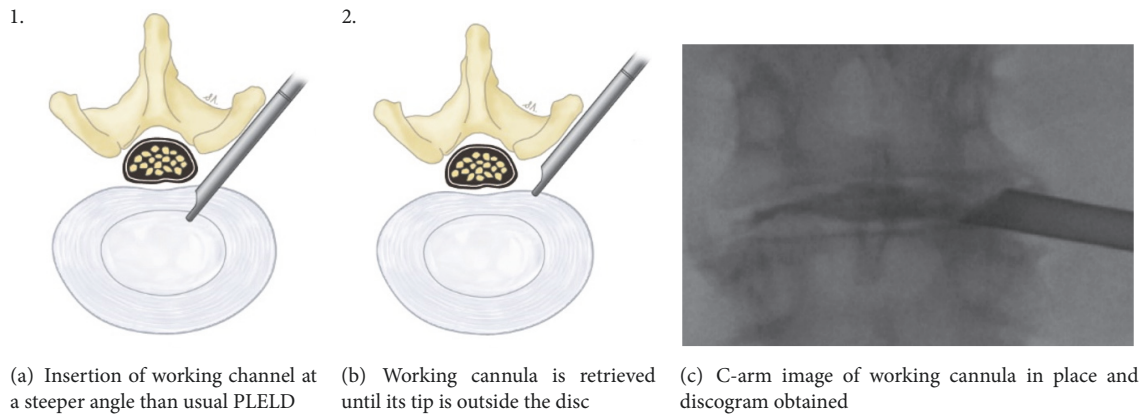 1.
2.
(a) Insertion of working channel at
a steeper angle than usual PLELD
(b) Working cannula is retrieved
until its tip is outside the disc
(c) C-arm image of working cannula in place and
discogram obtained